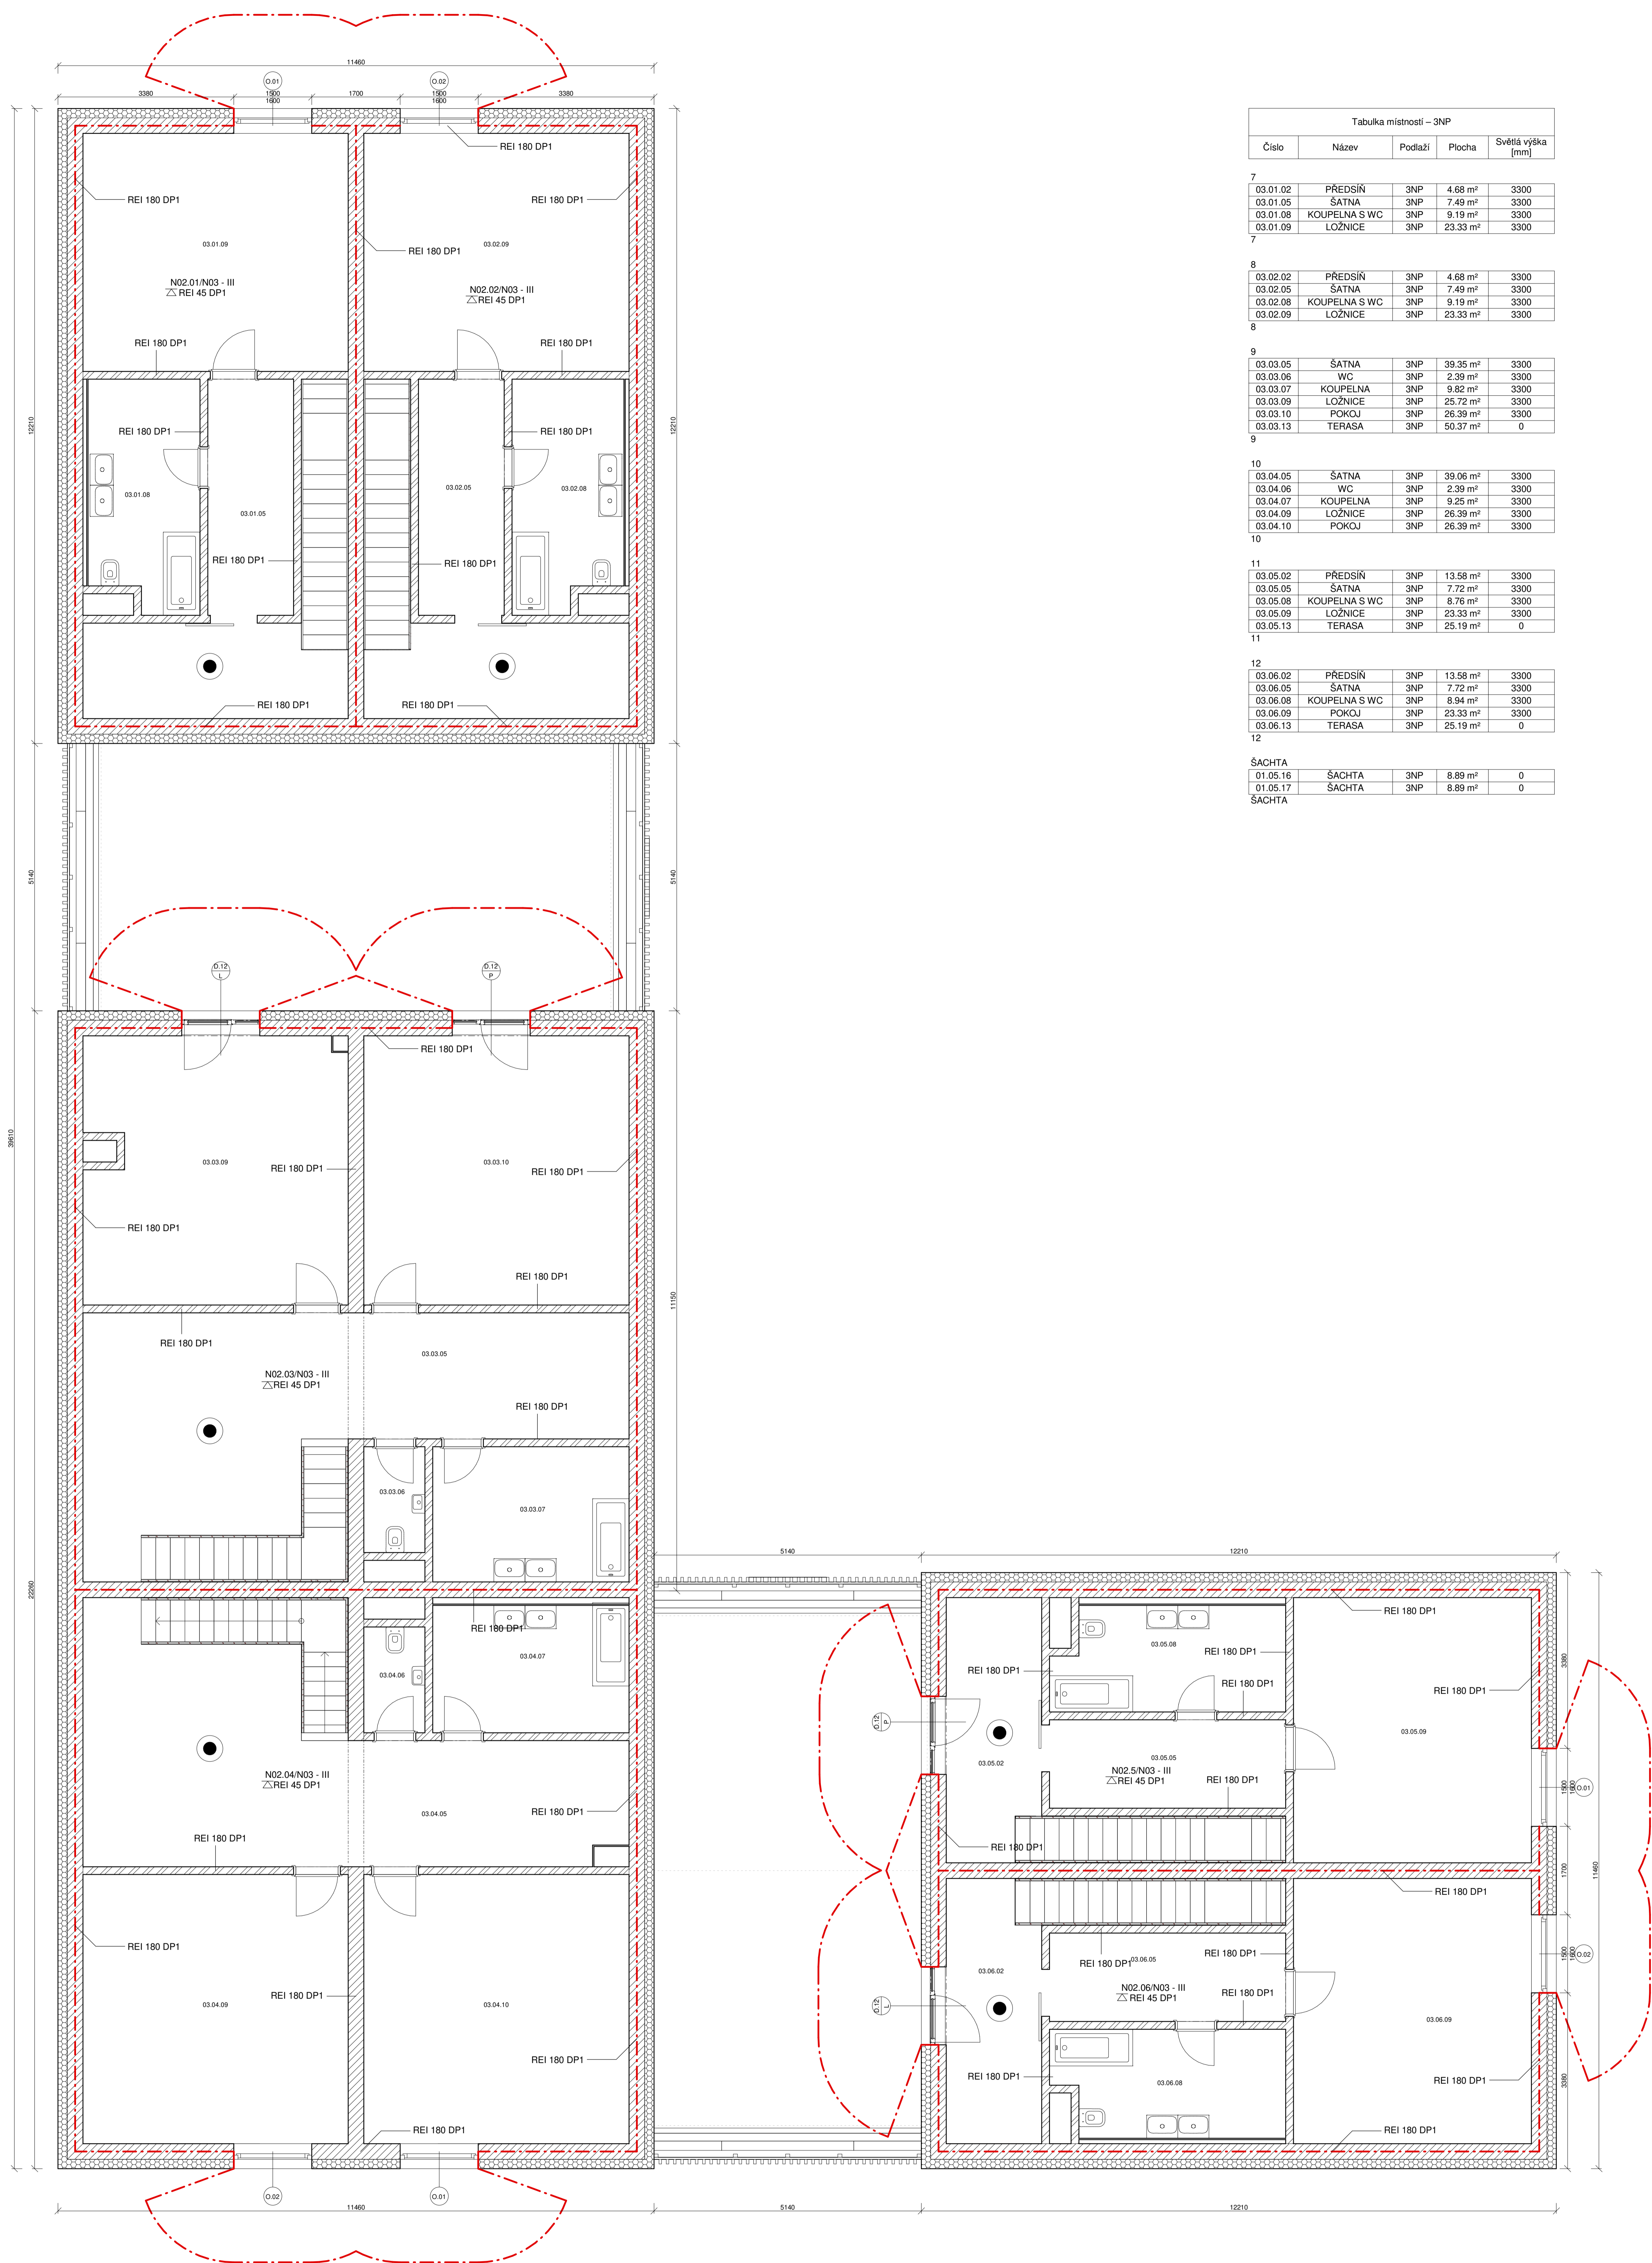 11460
3380
1500
1600
1700
1500
1600
3380
O.01
O.02
REI 180 DP1
REI 180 DP1
REI 180 DP1
REI 180 DP1
03.01.09
03.02.09
N02.01/N03 - III
REI 45 DP1
N02.02/N03 - III
REI 45 DP1
REI 180 DP1
REI 180 DP1
12210
12210
REI 180 DP1
REI 180 DP1
03.01.08
03.01.05
03.02.05
03.02.08
REI 180 DP1
REI 180 DP1
REI 180 DP1
REI 180 DP1
Tabulka místností – 3NP
Číslo Název Podlaží Plocha Světlá výška [mm]
7
03.01.02 PŘEDSÍŇ 3NP 4.68 m² 3300
03.01.05 ŠATNA 3NP 7.49 m² 3300
03.01.08 KOUPELNA S WC 3NP 9.19 m² 3300
03.01.09 LOŽNICE 3NP 23.33 m² 3300
7
8
03.02.02 PŘEDSÍŇ 3NP 4.68 m² 3300
03.02.05 ŠATNA 3NP 7.49 m² 3300
03.02.08 KOUPELNA S WC 3NP 9.19 m² 3300
03.02.09 LOŽNICE 3NP 23.33 m² 3300
8
9
03.03.05 ŠATNA 3NP 39.35 m² 3300
03.03.06 WC 3NP 2.39 m² 3300
03.03.07 KOUPELNA 3NP 9.82 m² 3300
03.03.09 LOŽNICE 3NP 25.72 m² 3300
03.03.10 POKOJ 3NP 26.39 m² 3300
03.03.13 TERASA 3NP 50.37 m² 0
9
10
03.04.05 ŠATNA 3NP 39.06 m² 3300
03.04.06 WC 3NP 2.39 m² 3300
03.04.07 KOUPELNA 3NP 9.25 m² 3300
03.04.09 LOŽNICE 3NP 26.39 m² 3300
03.04.10 POKOJ 3NP 26.39 m² 3300
10
11
03.05.02 PŘEDSÍŇ 3NP 13.58 m² 3300
03.05.05 ŠATNA 3NP 7.72 m² 3300
03.05.08 KOUPELNA S WC 3NP 8.76 m² 3300
03.05.09 LOŽNICE 3NP 23.33 m² 3300
03.05.13 TERASA 3NP 25.19 m² 0
11
12
03.06.02 PŘEDSÍŇ 3NP 13.58 m² 3300
03.06.05 ŠATNA 3NP 7.72 m² 3300
03.06.08 KOUPELNA S WC 3NP 8.94 m² 3300
03.06.09 POKOJ 3NP 23.33 m² 3300
03.06.13 TERASA 3NP 25.19 m² 0
12
ŠACHTA
01.05.16 ŠACHTA 3NP 8.89 m² 0
01.05.17 ŠACHTA 3NP 8.89 m² 0
ŠACHTA
5140
5140
D.12
L
D.12
P
REI 180 DP1
39610
03.03.09
REI 180 DP1
03.03.10
REI 180 DP1
REI 180 DP1
REI 180 DP1
11150
REI 180 DP1
03.03.05
N02.03/N03 - III
REI 45 DP1
REI 180 DP1
03.03.06
03.03.07
22260
REI 180 DP1
03.04.06
03.04.07
N02.04/N03 - III
REI 45 DP1
REI 180 DP1
03.04.05
REI 180 DP1
REI 180 DP1
REI 180 DP1
03.04.09
03.04.10
REI 180 DP1
REI 180 DP1
O.02
O.01
11460
5140
12210
5140
12210
REI 180 DP1
03.05.08
REI 180 DP1
REI 180 DP1
REI 180 DP1
REI 180 DP1
3380
D.12
P
03.05.02
03.05.05
03.05.09
N02.5/N03 - III
REI 45 DP1
REI 180 DP1
1500
1600
O.01
REI 180 DP1
1700
11460
REI 180 DP1
REI 180 DP1
03.06.05
REI 180 DP1
1500
1600
O.02
03.06.02
N02.06/N03 - III
REI 45 DP1
REI 180 DP1
D.12
L
03.06.09
REI 180 DP1
03.06.08
REI 180 DP1
3380
REI 180 DP1